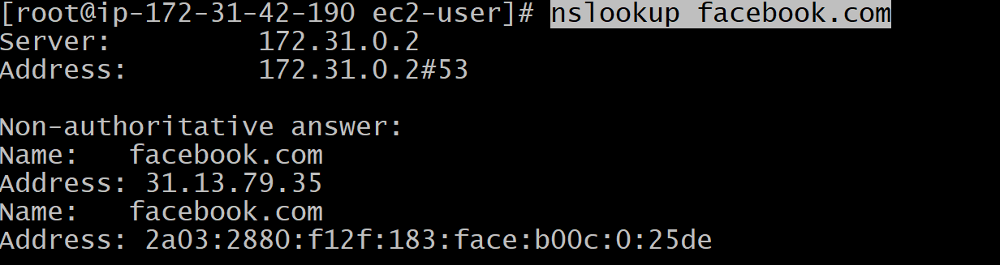 [root@ip-172-31-42-190 ec2-user]# nslookup facebook.com
Server:         172.31.0.2
Address:        172.31.0.2#53

Non-authoritative answer:
Name:   facebook.com
Address: 31.13.79.35
Name:   facebook.com
Address: 2a03:2880:f12f:183:face:b00c:0:25de